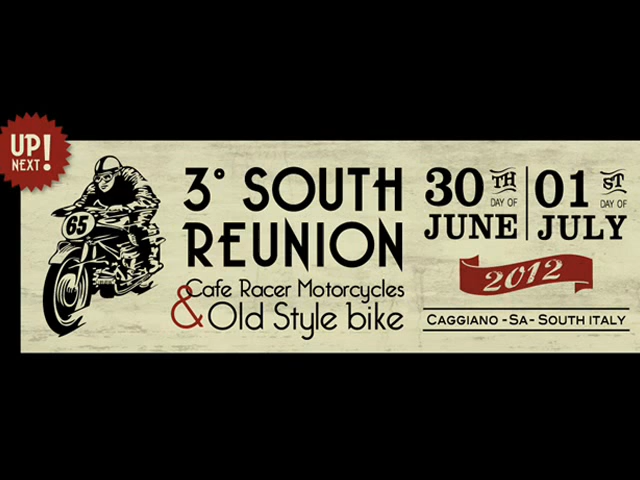 UP!
NEXT
65
3° SOUTH
REUNION
Cafe Racer Motorcycles
& Old Style bike
30 TH DAY OF
JUNE
01 ST DAY OF
JULY
2012
CAGGIANO - SA - SOUTH ITALY